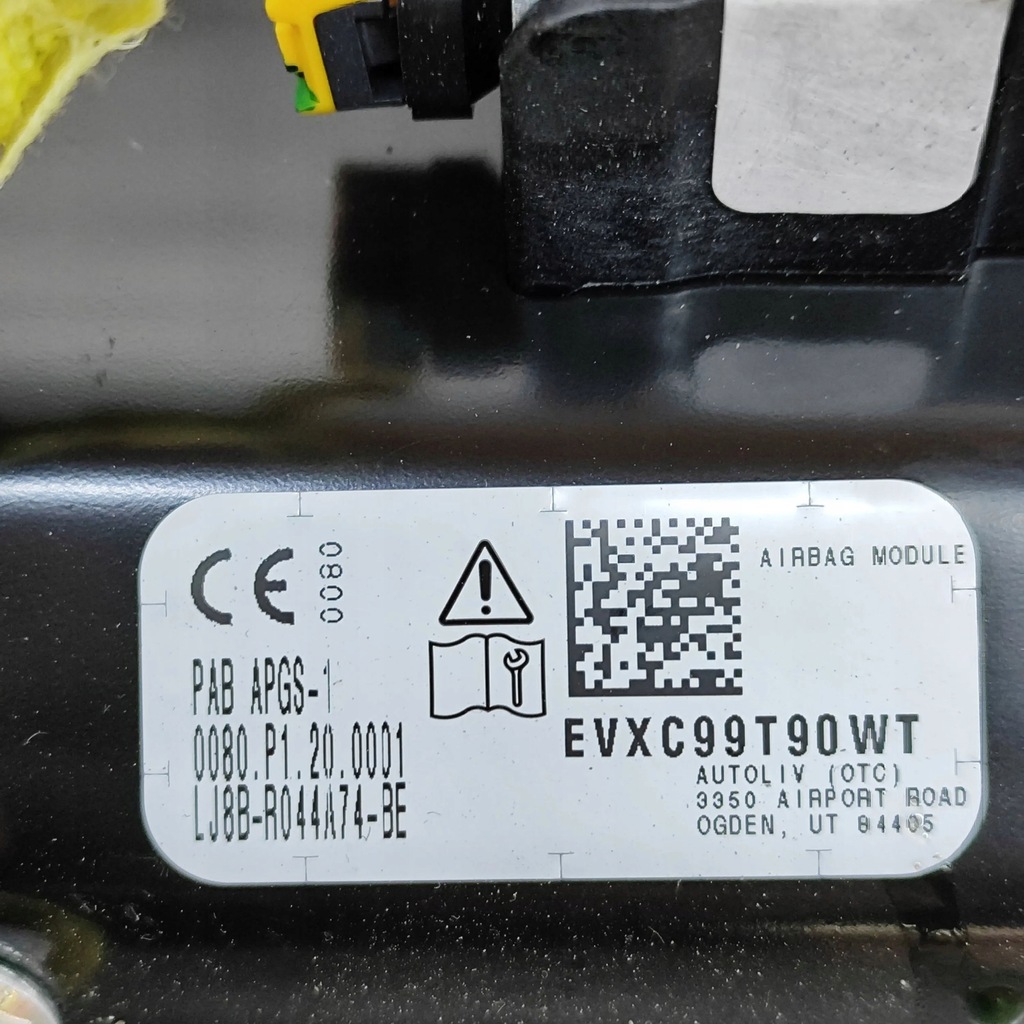 CE 0080
AIRBAG MODULE
PAB APGS-1
0080.P1.20.0001
LJ8B-R044A74-BE
EVXC99T90WT
AUTOLIV (OTC)
3350 AIRPORT ROAD
OGDEN, UT 84405